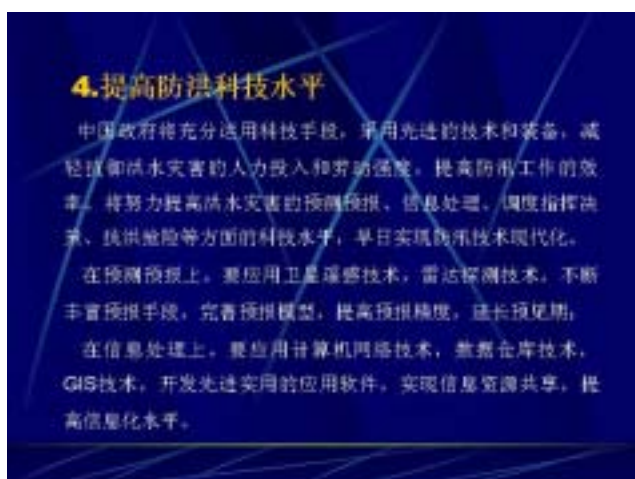 4.提高防洪科技水平
中国政府将充分运用科技手段，采用先进的技术和装备，减
轻抗御洪水灾害的人力投入和劳动强度，提高防汛工作的效
率。将努力提高洪水灾害的预测预报、信息处理、调度指挥决
策、抗洪抢险等方面的科技水平，早日实现防汛技术现代化。
在预测预报上，要应用卫星遥感技术，雷达探测技术，不断
丰富预报手段，完善预报模型，提高预报精度，延长预见期；
在信息处理上，要应用计算机网络技术，数据仓库技术，
GIS技术，开发先进实用的应用软件，实现信息资源共享，提
高信息化水平。